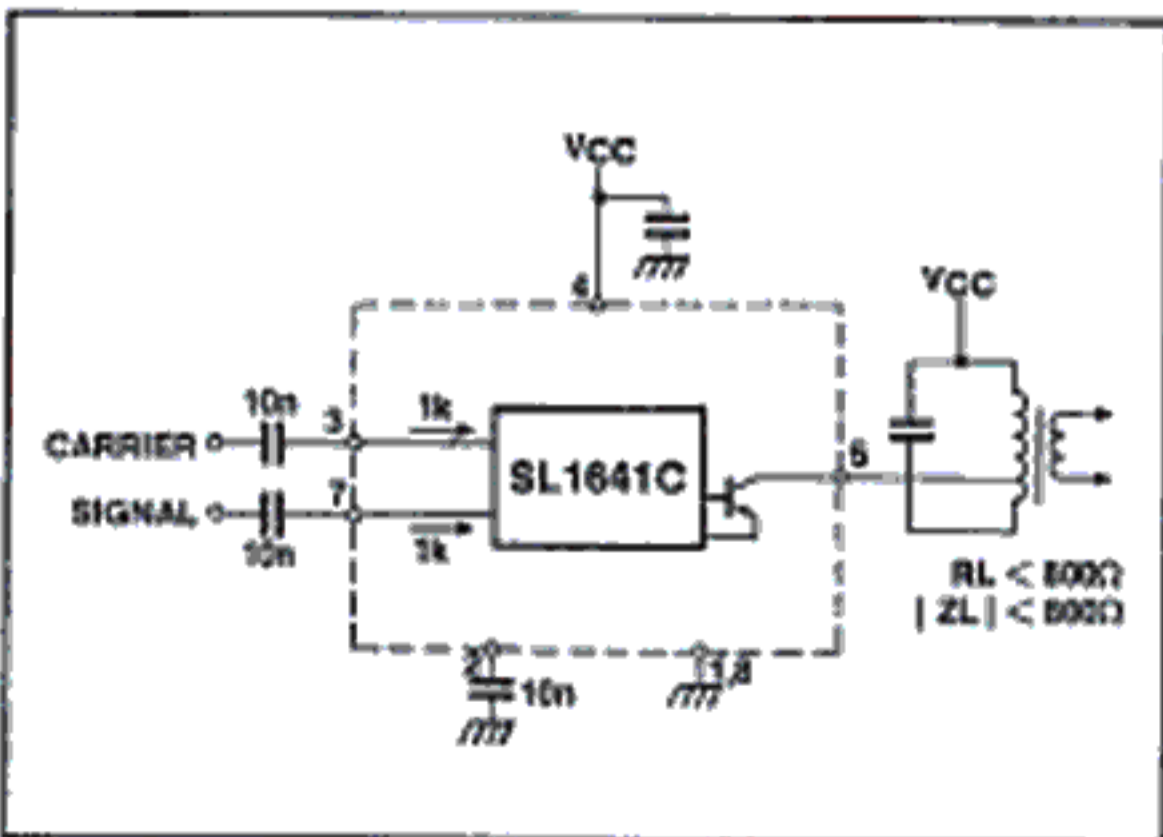 VCC
4
VCC
10n
3
1k
CARRIER
SL1641C
SIGNAL
7
10n
1k
2
10n
1,8
RL < 800Ω
| ZL | < 800Ω